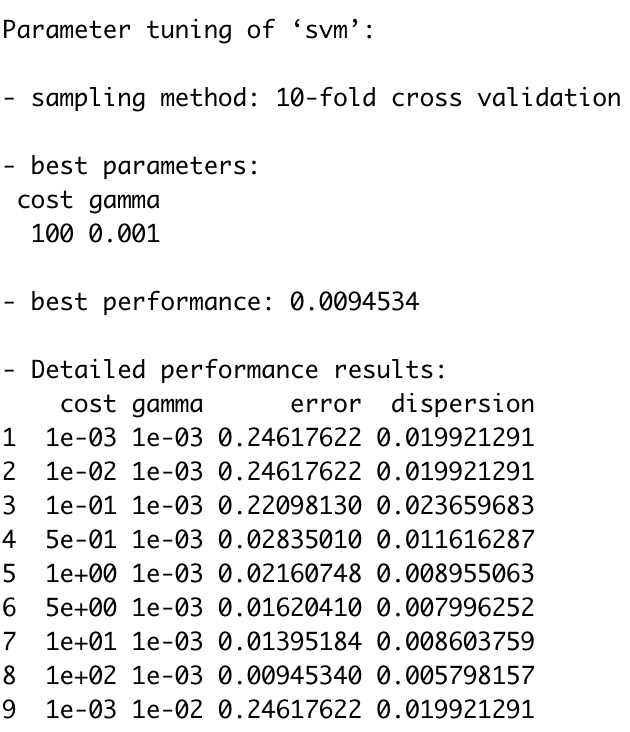 Parameter tuning of ‘svm’:
- sampling method: 10-fold cross validation
- best parameters:
cost gamma
100 0.001
- best performance: 0.0094534
- Detailed performance results:
cost gamma error dispersion
1 1e-03 1e-03 0.24617622 0.019921291
2 1e-02 1e-03 0.24617622 0.019921291
3 1e-01 1e-03 0.22098130 0.023659683
4 5e-01 1e-03 0.02835010 0.011616287
5 1e+00 1e-03 0.02160748 0.008955063
6 5e+00 1e-03 0.01620410 0.007996252
7 1e+01 1e-03 0.01395184 0.008603759
8 1e+02 1e-03 0.00945340 0.005798157
9 1e-03 1e-02 0.24617622 0.019921291